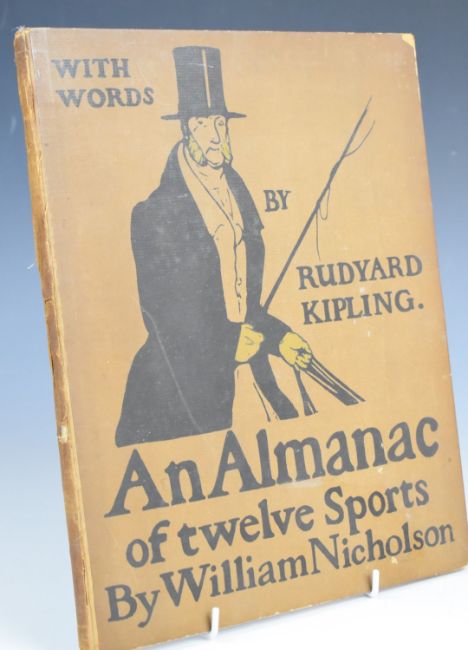 WITH
WORDS
BY
RUDYARD
KIPLING.
An Almanac
of twelve Sports
By William Nicholson